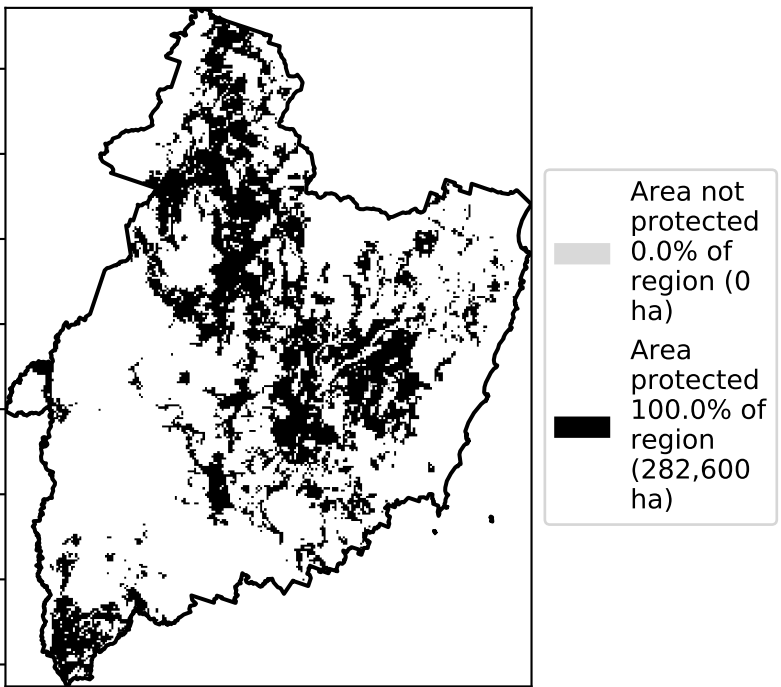 Area not
protected
0.0% of
region (0
ha)
Area
protected
100.0% of
region
(282,600
ha)